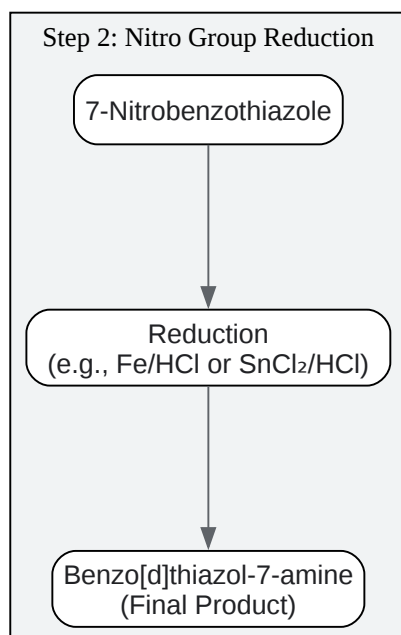 Step 2: Nitro Group Reduction
7-Nitrobenzothiazole
Reduction
(e.g., Fe/HCl or SnCl₂/HCl)
Benzo[d]thiazol-7-amine
(Final Product)